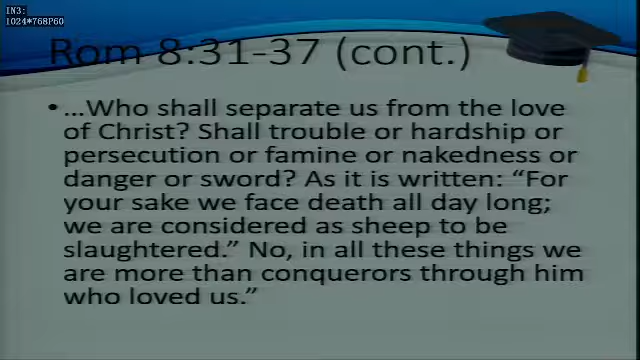 IN3:
1024*768P60
Rom 8:31-37 (cont.)
• …Who shall separate us from the love
of Christ? Shall trouble or hardship or
persecution or famine or nakedness or
danger or sword? As it is written: “For
your sake we face death all day long;
we are considered as sheep to be
slaughtered.” No, in all these things we
are more than conquerors through him
who loved us.”